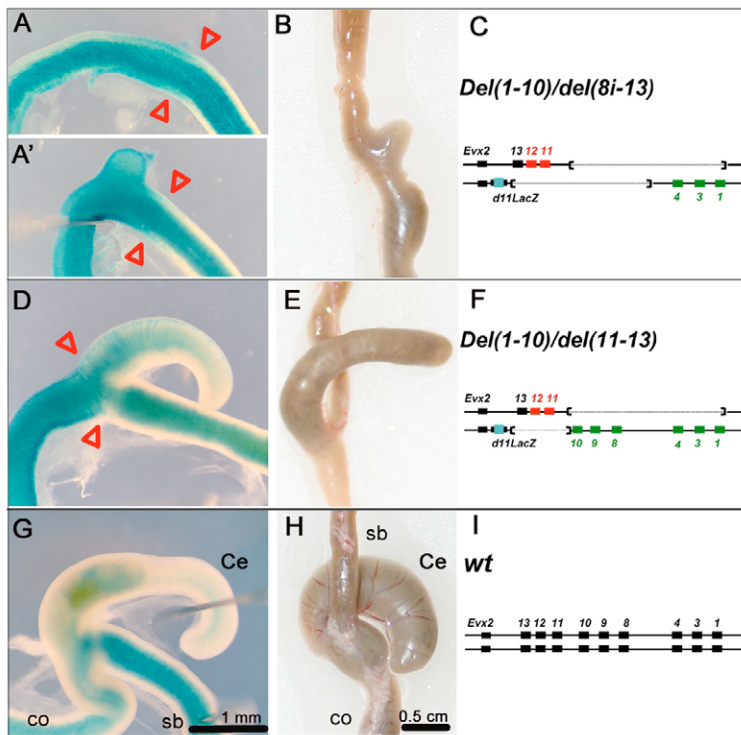 A
B
C
Del(1-10)/del(8i-13)
Evx2 13 12 11
d11LacZ 4 3 1
A'
D
E
F
Del(1-10)/del(11-13)
Evx2 13 12 11
d11LacZ 10 9 8 4 3 1
G
Ce
co
sb
1 mm
H
sb
Ce
co
0.5 cm
I
wt
Evx2 13 12 11 10 9 8 4 3 1